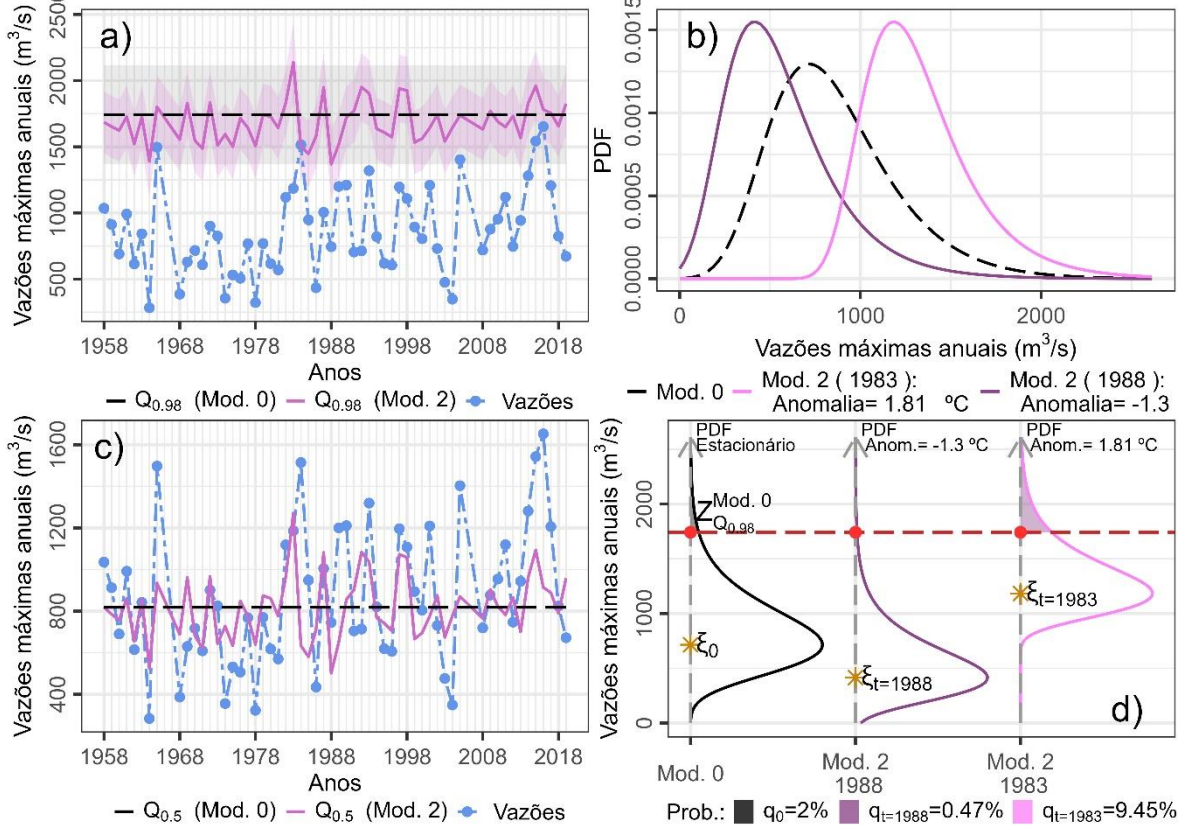 a)
Vazões máximas anuais (m³/s)
2500
2000
1500
1000
500
1958 1968 1978 1988 1998 2008 2018
Anos
Q0.98 (Mod. 0) Q0.98 (Mod. 2) Vazões
b)
PDF
0.0015
0.0010
0.0005
0.0000
0 1000 2000
Vazões máximas anuais (m³/s)
Mod. 0 Mod. 2 ( 1983 ): Mod. 2 ( 1988 ):
Anomalia= 1.81 ºC Anomalia= -1.3
c)
Vazões máximas anuais (m³/s)
1600
1200
800
400
1958 1968 1978 1988 1998 2008 2018
Anos
Q0.5 (Mod. 0) Q0.5 (Mod. 2) Vazões
Vazões máximas anuais (m³/s)
2000
1000
0
PDF PDF PDF
Estacionário Anom.= -1.3 ºC Anom.= 1.81 ºC
Mod. 0
Q0.98
ξt=1983
ξ0
ξt=1988
d)
Mod. 0 Mod. 2 Mod. 2
1988 1983
Prob.: q0=2% qt=1988=0.47% qt=1983=9.45%